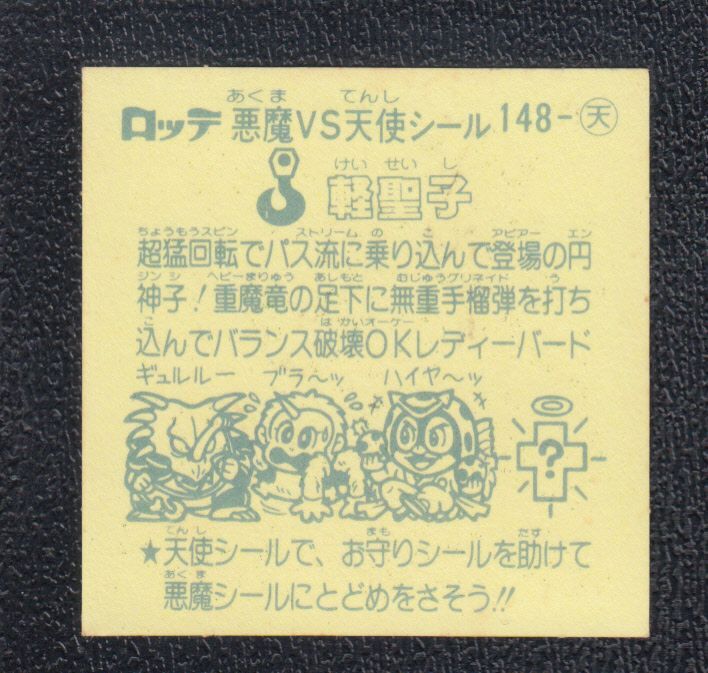 あくま てんし
ロッテ 悪魔VS天使シール 148-天
けい せい し
軽聖子
ちょうもうスピン ストリーム の こ アピアー エン
超猛回転でパス流に乗り込んで登場の円
ジン シ ヘビーまりゅう あしもと むじゅうグリネイド う
神子!重魔竜の足下に無重手榴弾を打ち
こ は かいオーケー
込んでバランス破壊OKレディーバード
ギュルルー ブラ～ッ ハイヤ～ッ
?
てんし まも たす
★天使シールで、お守りシールを助けて
あくま
悪魔シールにとどめをさそう!!